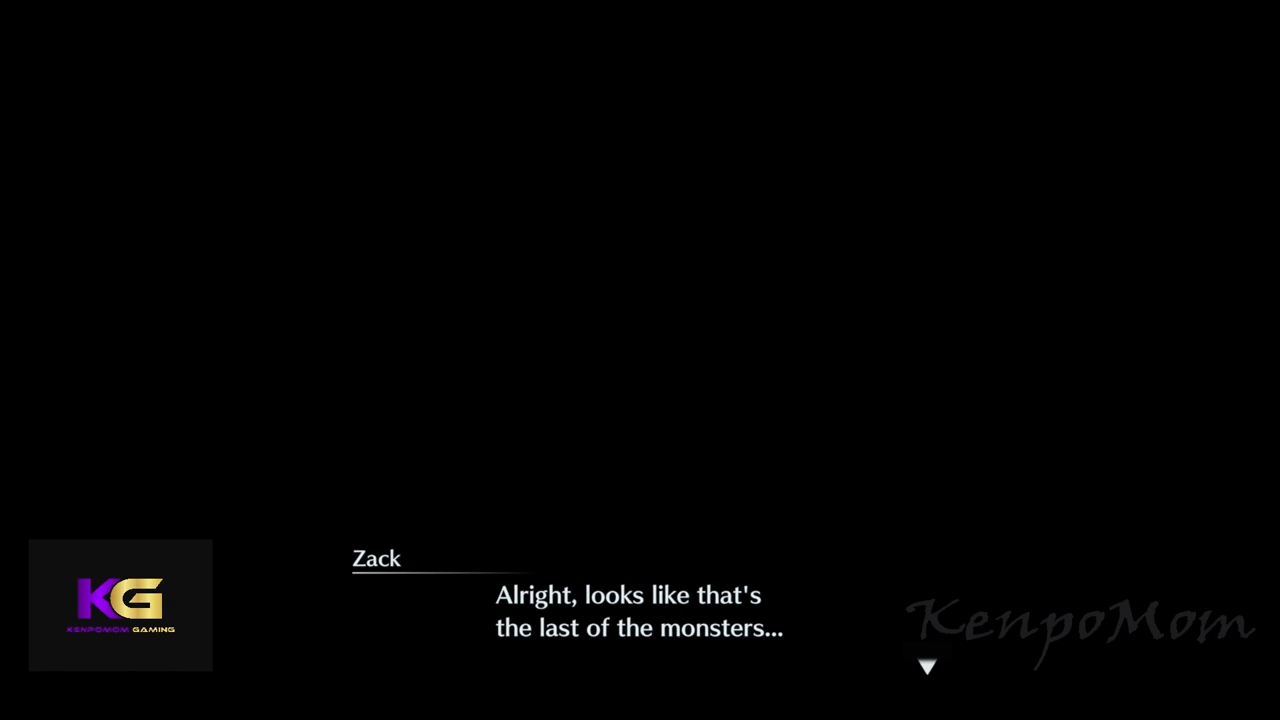 Zack
Alright, looks like that's
the last of the monsters...
KG
KENPOMOM GAMING
KenpoMom